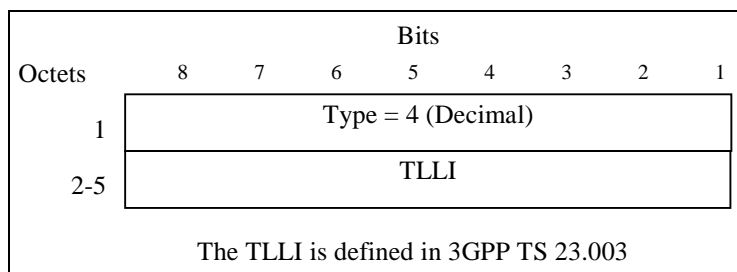 Bits
Octets 8 7 6 5 4 3 2 1
1 Type = 4 (Decimal)
2-5 TLLI
The TLLI is defined in 3GPP TS 23.003